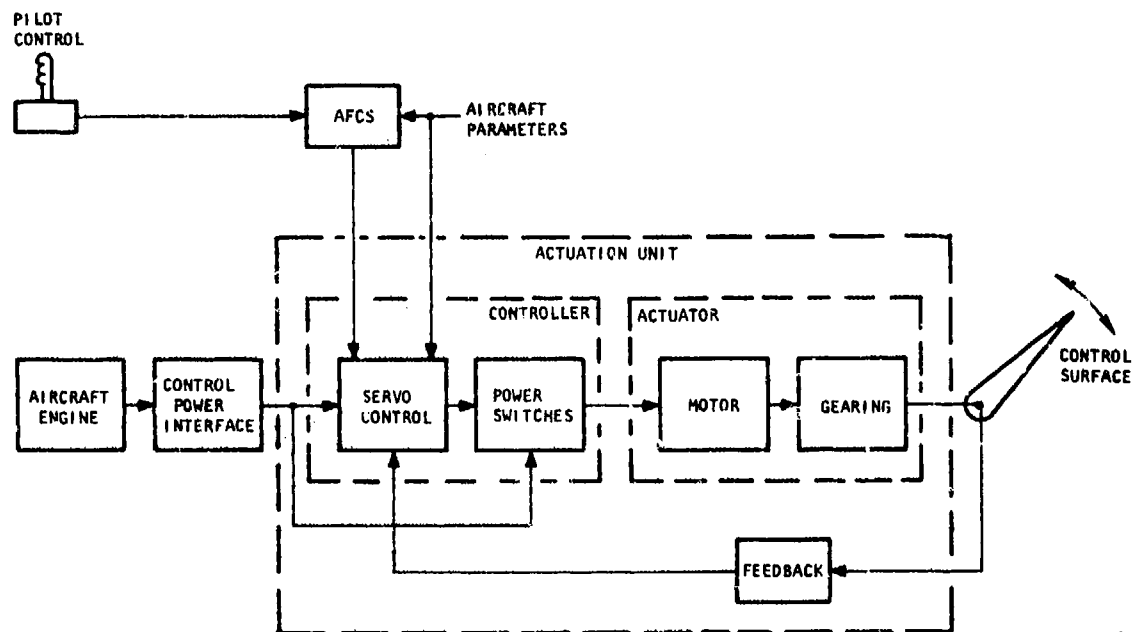 PILOT
CONTROL
AFCS
AIRCRAFT
PARAMETERS
ACTUATION UNIT
CONTROLLER
ACTUATOR
AIRCRAFT
ENGINE
CONTROL
POWER
INTERFACE
SERVO
CONTROL
POWER
SWITCHES
MOTOR
GEARING
CONTROL
SURFACE
FEEDBACK